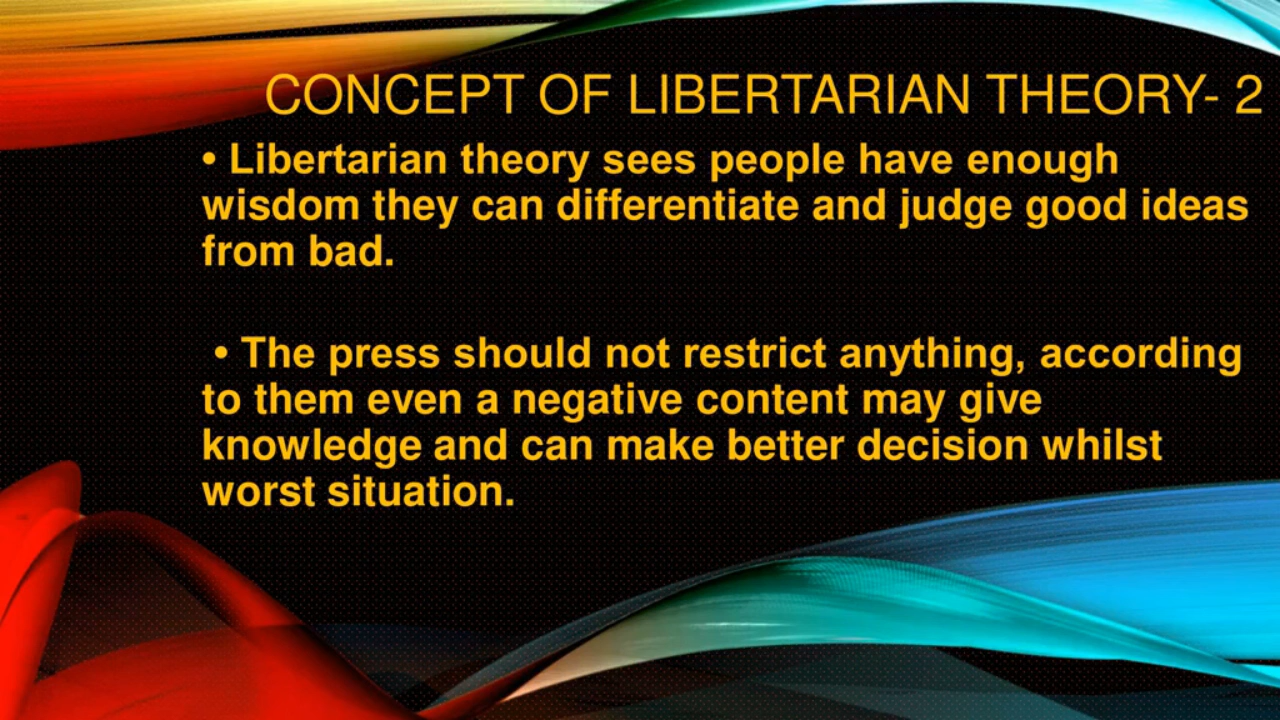 CONCEPT OF LIBERTARIAN THEORY- 2
• Libertarian theory sees people have enough
wisdom they can differentiate and judge good ideas
from bad.
• The press should not restrict anything, according
to them even a negative content may give
knowledge and can make better decision whilst
worst situation.